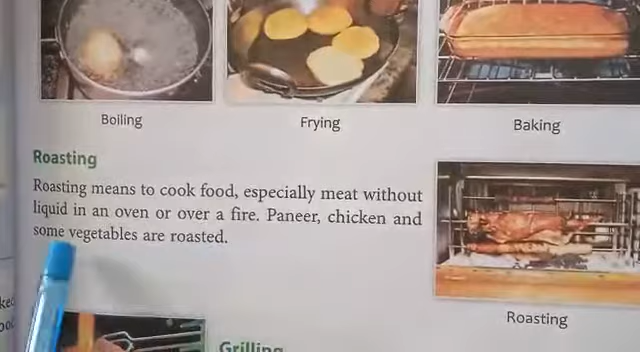 Boiling
Frying
Baking
Roasting
Roasting means to cook food, especially meat without
liquid in an oven or over a fire. Paneer, chicken and
some vegetables are roasted.
Roasting
Grilling